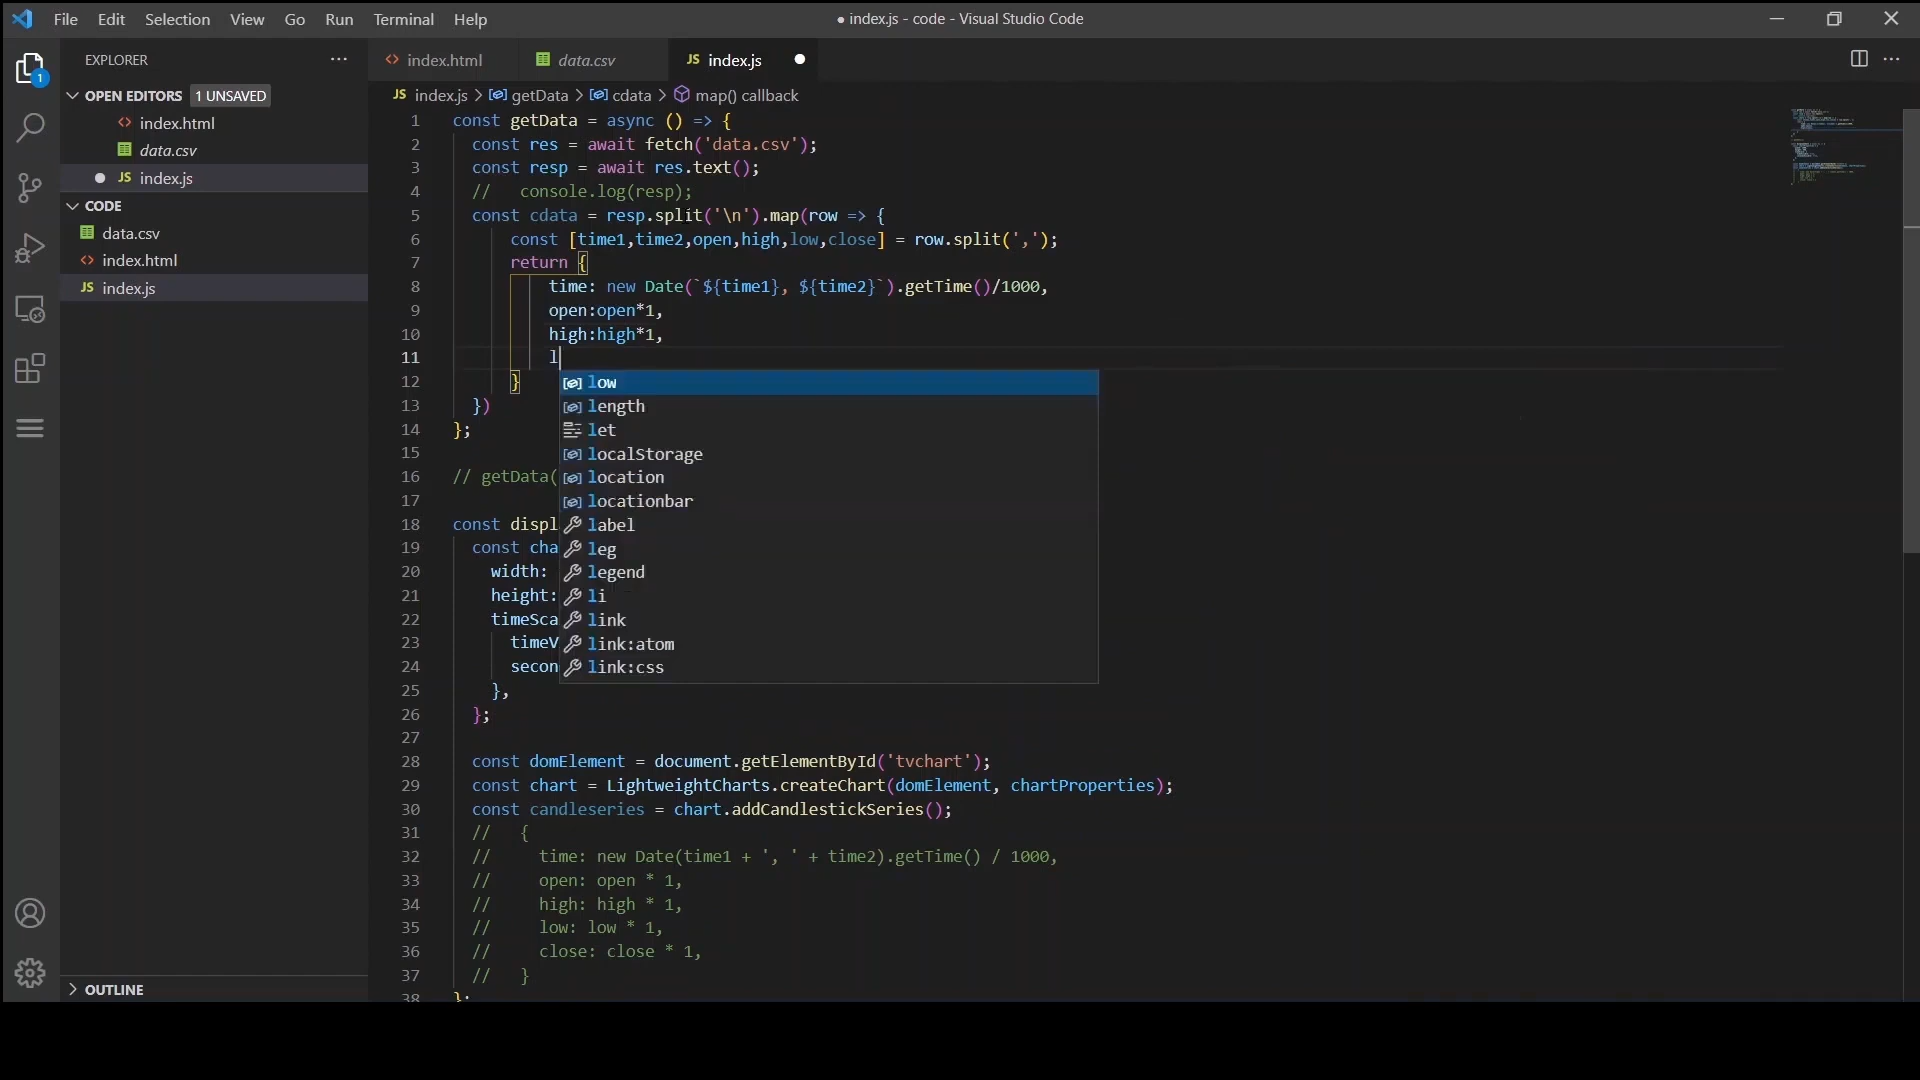 File Edit Selection View Go Run Terminal Help
● index.js - code - Visual Studio Code
EXPLORER
OPEN EDITORS 1 UNSAVED
index.html
data.csv
JS index.js
CODE
data.csv
index.html
JS index.js
OUTLINE
1
index.html data.csv JS index.js
JS index.js > getData > cdata > map() callback
1 const getData = async () => {
2 const res = await fetch('data.csv');
3 const resp = await res.text();
4 // console.log(resp);
5 const cdata = resp.split('\n').map(row => {
6 const [time1,time2,open,high,low,close] = row.split(',');
7 return {
8 time: new Date(`${time1}, ${time2}`).getTime()/1000,
9 open:open*1,
10 high:high*1,
11 l
12 }
13 })
14 };
15
16 // getData(
17
18 const displ
19 const cha
20 width:
21 height:
22 timeSca
23 timeV
24 secon
25 },
26 };
27
28 const domElement = document.getElementById('tvchart');
29 const chart = LightweightCharts.createChart(domElement, chartProperties);
30 const candleseries = chart.addCandlestickSeries();
31 // {
32 // time: new Date(time1 + ', ' + time2).getTime() / 1000,
33 // open: open * 1,
34 // high: high * 1,
35 // low: low * 1,
36 // close: close * 1,
37 // }
38 };
low
length
let
localStorage
location
locationbar
label
leg
legend
li
link
link:atom
link:css